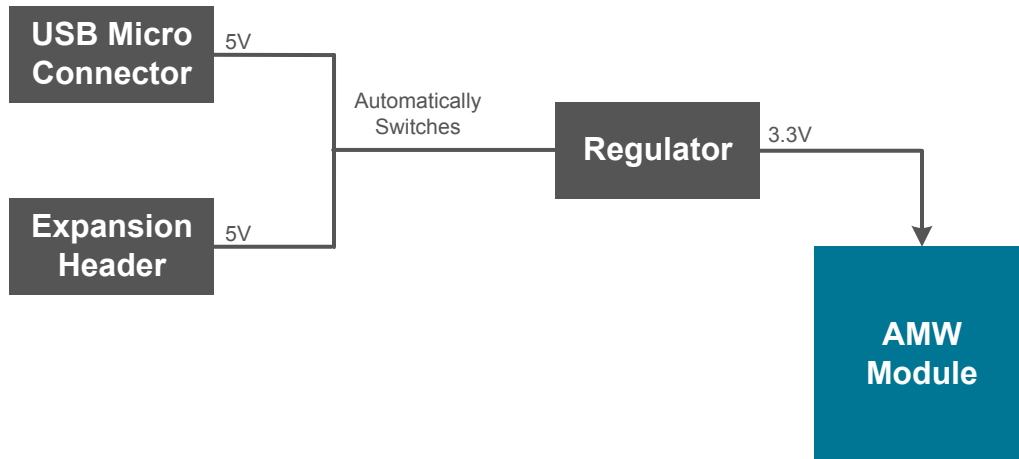 USB Micro
Connector
5V
Automatically
Switches
Regulator
3.3V
Expansion
Header
5V
AMW
Module